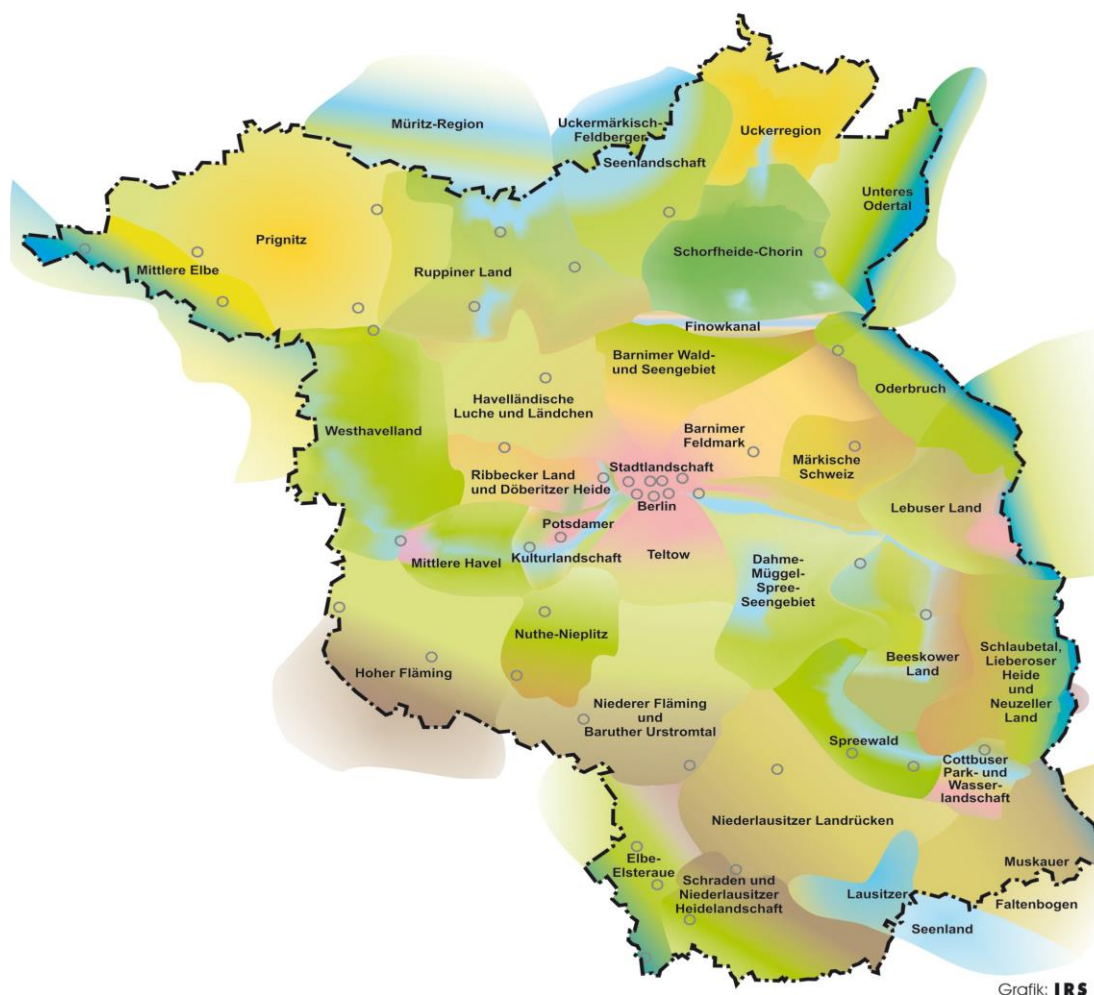 Müritz-Region
Uckermärkisch-
Feldberger
Seenlandschaft
Uckerregion
Unteres
Odertal
Prignitz
Mittlere Elbe
Ruppiner Land
Schorfheide-Chorin
Finowkanal
Barnimer Wald-
und Seengebiet
Oderbruch
Havelländische
Luche und Ländchen
Westhavelland
Barnimer
Feldmark
Märkische
Schweiz
Ribbecker Land
und Döberitzer Heide
Stadtlandschaft
Berlin
Lebuser Land
Potsdamer
Kulturlandschaft
Mittlere Havel
Teltow
Dahme-
Müggel-
Spree-
Seengebiet
Nuthe-Nieplitz
Hoher Fläming
Beeskower
Land
Schlaubetal,
Lieberoser
Heide
und
Neuzeller
Land
Niederer Fläming
und
Baruther Urstromtal
Spreewald
Cottbuser
Park- und
Wasser-
landschaft
Niederlausitzer Landrücken
Elbe-
Elsteraue
Schraden und
Niederlausitzer
Heidelandschaft
Lausitzer
Seenland
Muskauer
Faltenbogen
Grafik: IRS